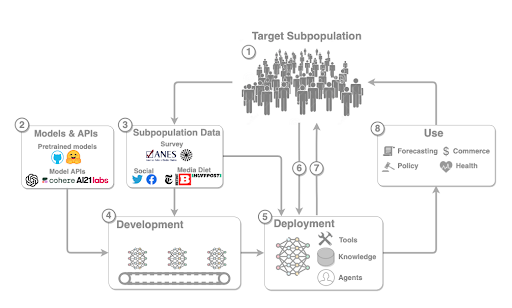 Target Subpopulation
1
2
Models & APIs
Pretrained models
Model APIs
cohere AI21labs
3
Subpopulation Data
Survey
ANES
Social
Media Diet
HUFFPOST
4
Development
5
Deployment
Tools
Knowledge
Agents
6
7
8
Use
Forecasting
$ Commerce
Policy
Health